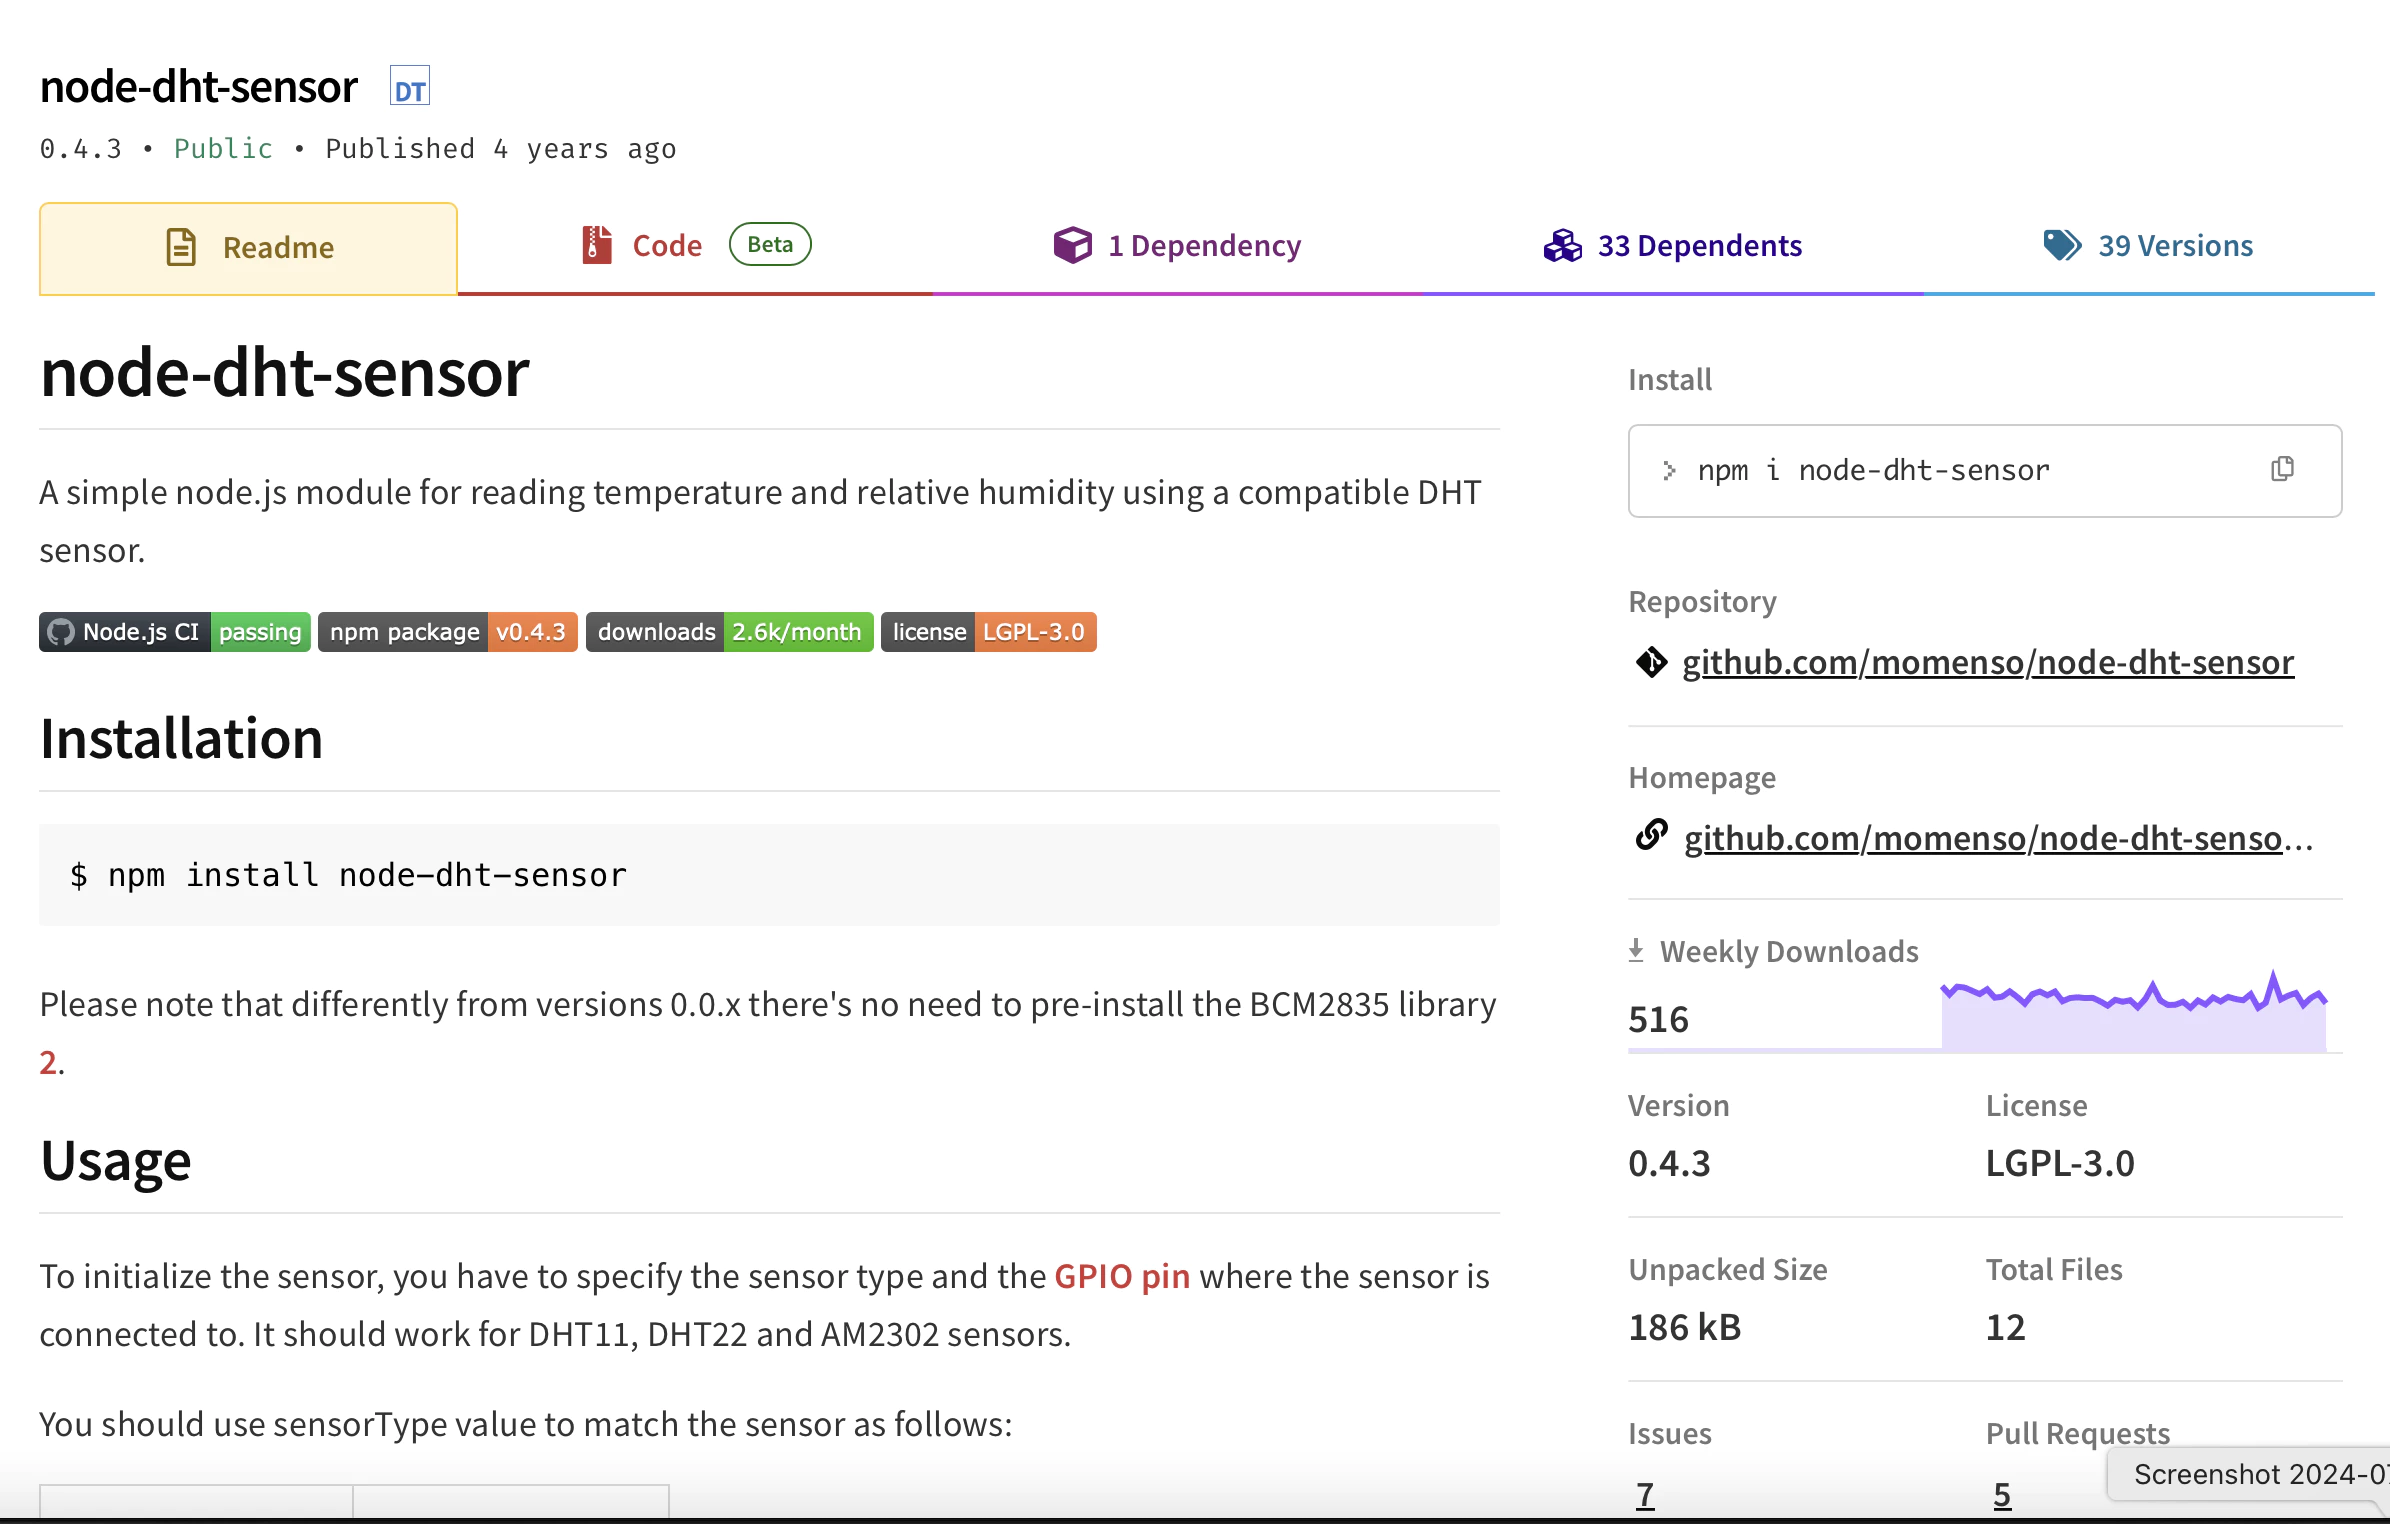 node-dht-sensor DT
0.4.3 • Public • Published 4 years ago
Readme
Code Beta
1 Dependency
33 Dependents
39 Versions
node-dht-sensor
A simple node.js module for reading temperature and relative humidity using a compatible DHT
sensor.
Node.js CI passing npm package v0.4.3 downloads 2.6k/month license LGPL-3.0
Installation
$ npm install node-dht-sensor
Please note that differently from versions 0.0.x there's no need to pre-install the BCM2835 library
2.
Usage
To initialize the sensor, you have to specify the sensor type and the GPIO pin where the sensor is
connected to. It should work for DHT11, DHT22 and AM2302 sensors.
You should use sensorType value to match the sensor as follows:
Install
npm i node-dht-sensor
Repository
github.com/momenso/node-dht-sensor
Homepage
github.com/momenso/node-dht-senso...
Weekly Downloads
516
Version
0.4.3
License
LGPL-3.0
Unpacked Size
186 kB
Total Files
12
Issues
7
Pull Requests
5
Screenshot 2024-07